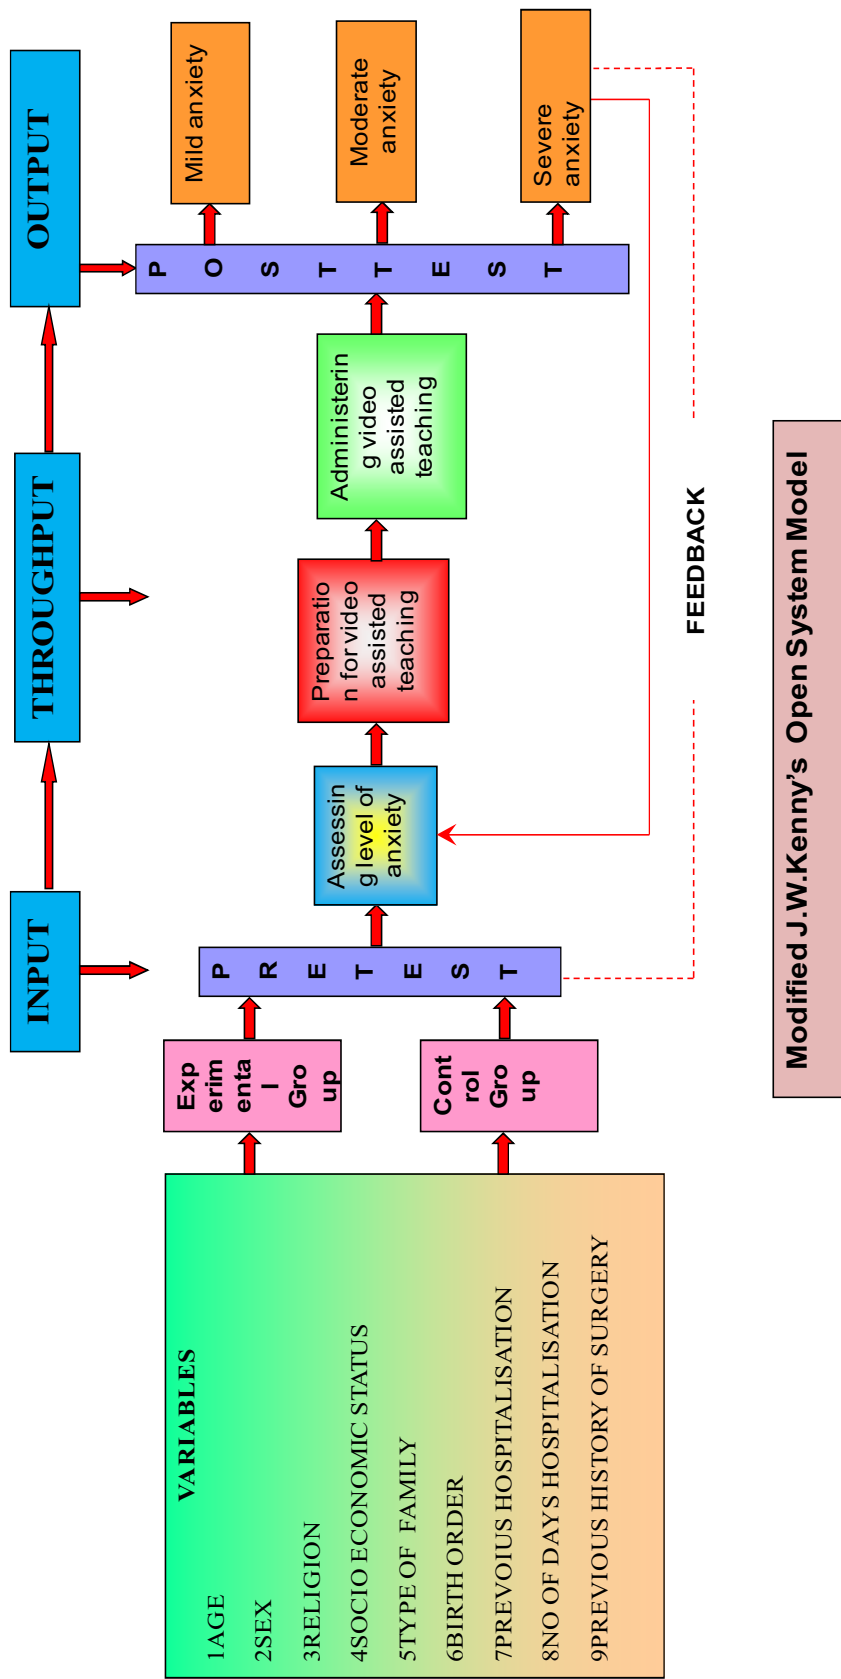 INPUT
THROUGHPUT
OUTPUT
VARIABLES
1AGE
2SEX
3RELIGION
4SOCIO ECONOMIC STATUS
5TYPE OF FAMILY
6BIRTH ORDER
7PREVOIUS HOSPITALISATION
8NO OF DAYS HOSPITALISATION
9PREVIOUS HISTORY OF SURGERY
Exp
erim
enta
l
Gro
up
Cont
rol
Gro
up
P R E T E S T
Assessin
g level of
anxiety
Preparatio
n for video
assisted
teaching
Administerin
g video
assisted
teaching
P O S T T E S T
Mild anxiety
Moderate
anxiety
Severe
anxiety
FEEDBACK
Modified J.W.Kenny's Open System Model